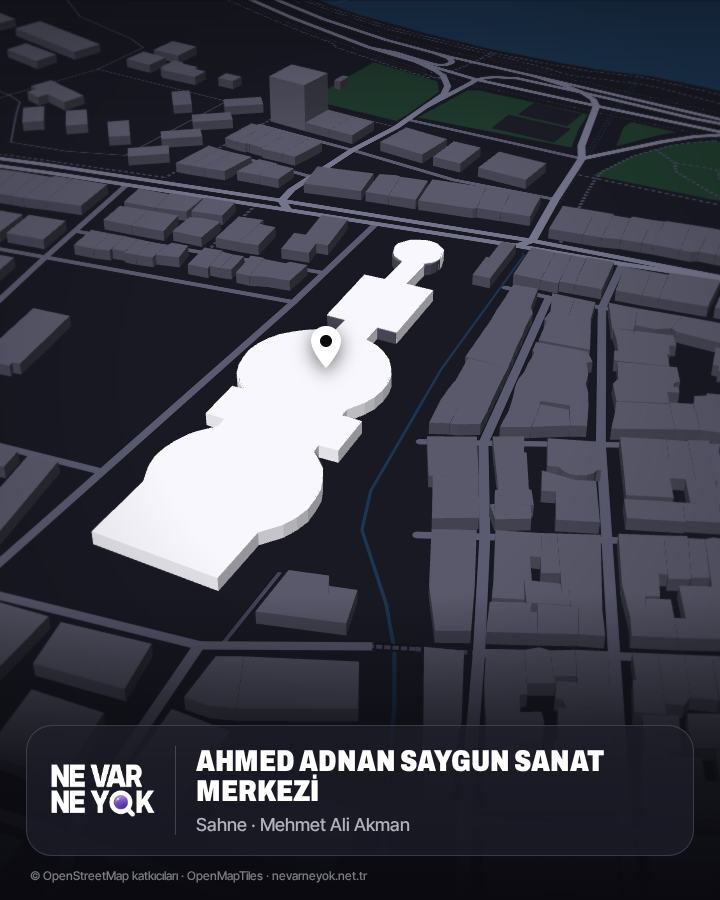 NE VAR
NE YOK
AHMED ADNAN SAYGUN SANAT
MERKEZİ
Sahne · Mehmet Ali Akman
© OpenStreetMap katkıcıları · OpenMapTiles · nevarneyok.net.tr